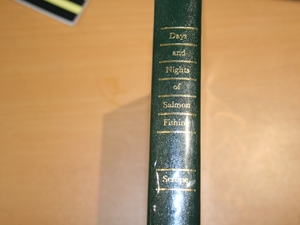 Days
and
Nights
of
Salmon
Fishing
Scrope